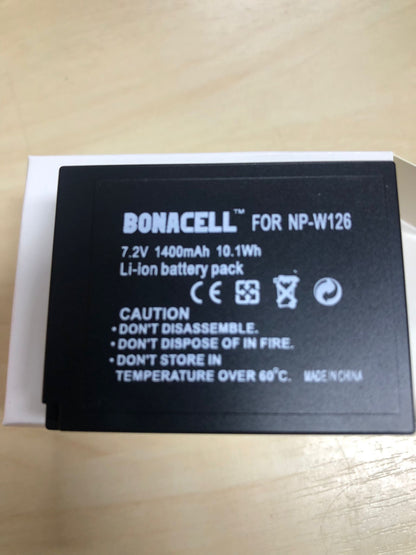 BONACELL™ FOR NP-W126
7.2V 1400mAh 10.1Wh
Li-ion battery pack
CE
CAUTION
•DON'T DISASSEMBLE.
•DON'T DISPOSE OF IN FIRE.
•DON'T STORE IN
TEMPERATURE OVER 60°C. MADE IN CHINA